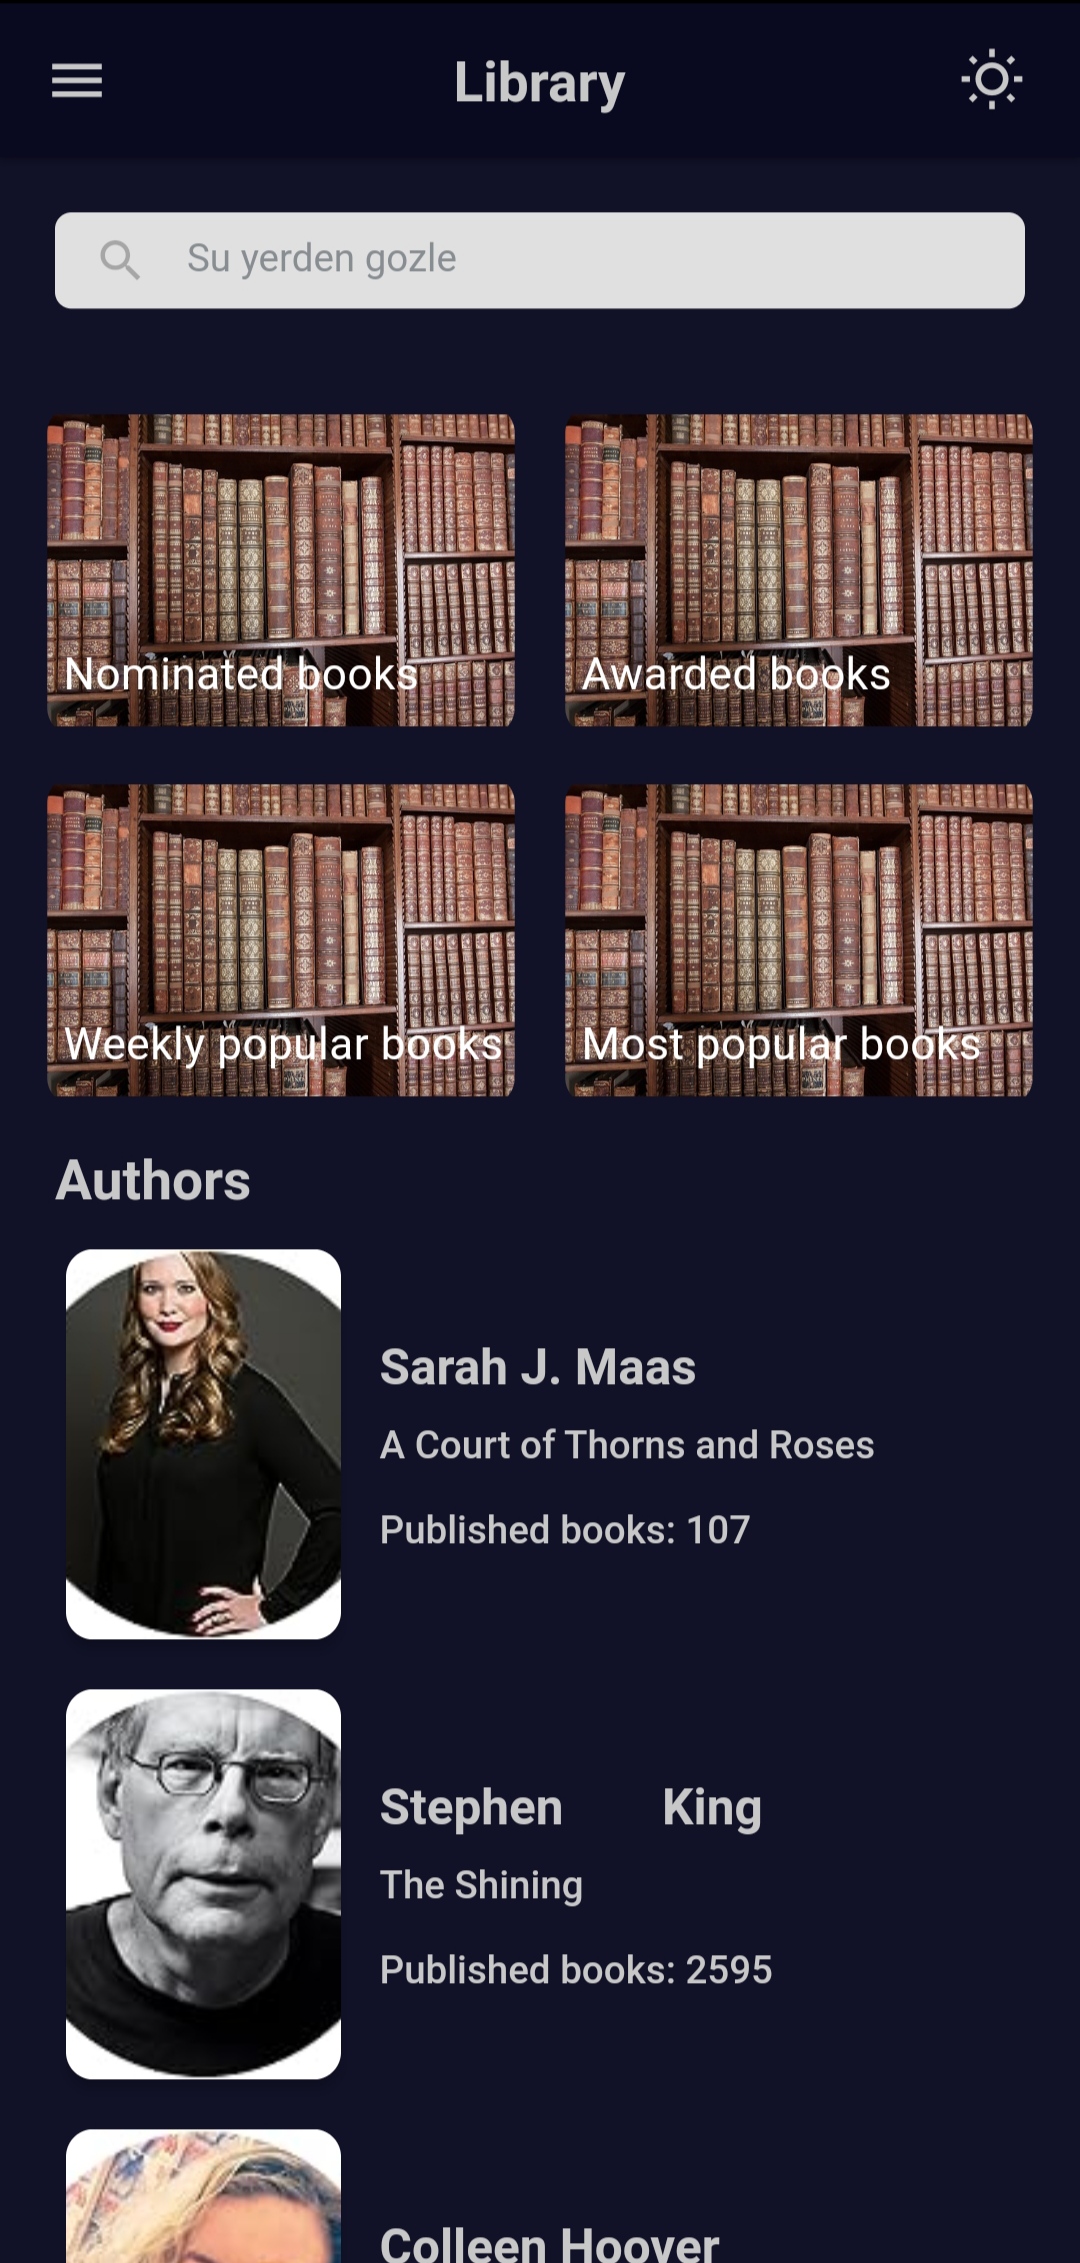 Library
Su yerden gozle
Nominated books
Awarded books
Weekly popular books
Most popular books
Authors
Sarah J. Maas
A Court of Thorns and Roses
Published books: 107
Stephen King
The Shining
Published books: 2595
Colleen Hoover